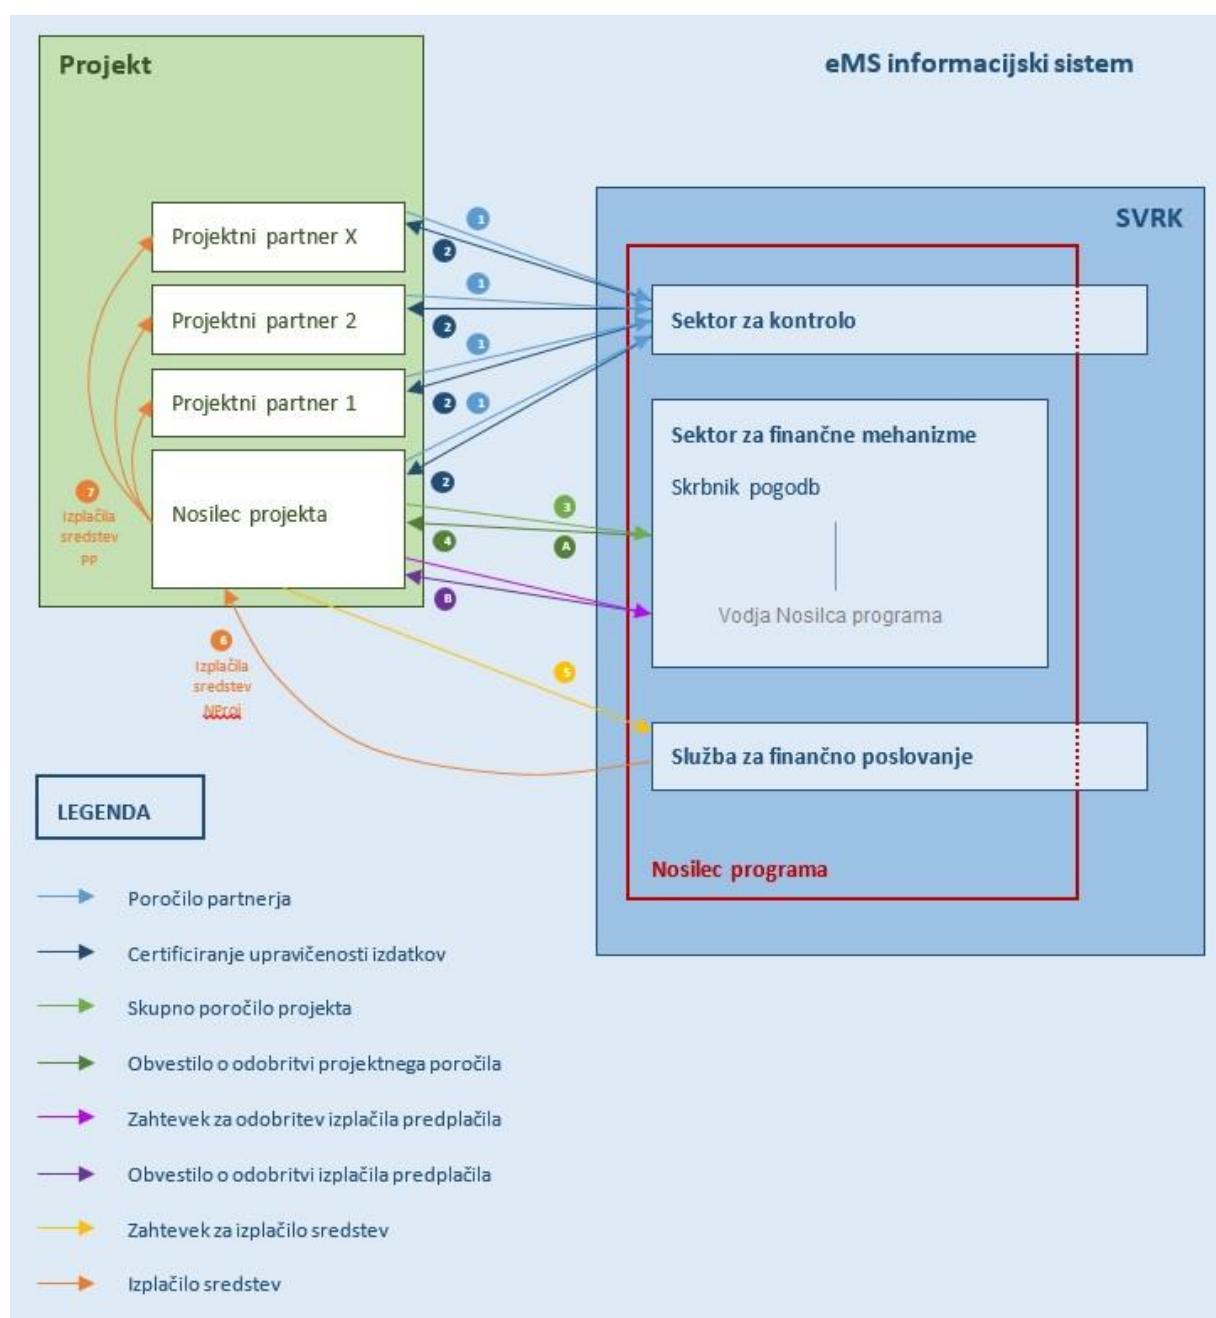 Projekt
eMS informacijski sistem
SVRK
Projektni partner X
Projektni partner 2
Projektni partner 1
Nosilec projekta
1
2
1
2
1
2
1
2
3
4
A
B
5
6
Izplačila
sredstev
NProj
7
Izplačila
sredstev
PP
Sektor za kontrolo
Sektor za finančne mehanizme
Skrbnik pogodb
Vodja Nosilca programa
Služba za finančno poslovanje
Nosilec programa
LEGENDA
Poročilo partnerja
Certificiranje upravičenosti izdatkov
Skupno poročilo projekta
Obvestilo o odobritvi projektnega poročila
Zahtevek za odobritev izplačila predplačila
Obvestilo o odobritvi izplačila predplačila
Zahtevek za izplačilo sredstev
Izplačilo sredstev